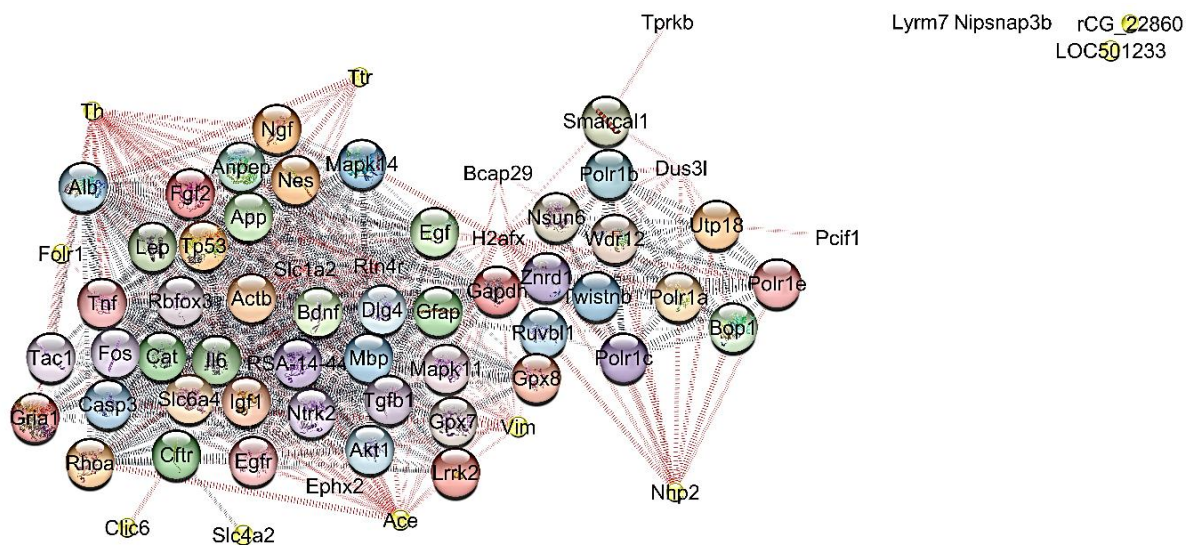 Tprkb
Lyrm7 Nipsnap3b rCG_22860
LOC501233
Ttr
Th
Ngf
Smarcal1
Anpep
Mapk14
Polr1b
Dus3l
Bcap29
Alb
Fgf2
Nes
App
Nsun6
Utp18
Egf
Wdr12
Pcif1
Lep
Tp53
H2afx
Folr1
Slc1a2
Rtn4r
Znrd1
Polr1e
Tnf
Rbfox3
Actb
Bdnf
Dlg4
Gfap
Gapdh
Twistnb
Polr1a
Ruvbl1
Bop1
Tac1
Fos
Cat
Il6
RSA-14-44
Mbp
Mapk11
Polr1c
Gpx8
Gria1
Casp3
Slc6a4
Igf1
Ntrk2
Tgfb1
Gpx7
Vim
Rhoa
Cftr
Egfr
Akt1
Lrrk2
Ephx2
Nhp2
Clic6
Slc4a2
Ace